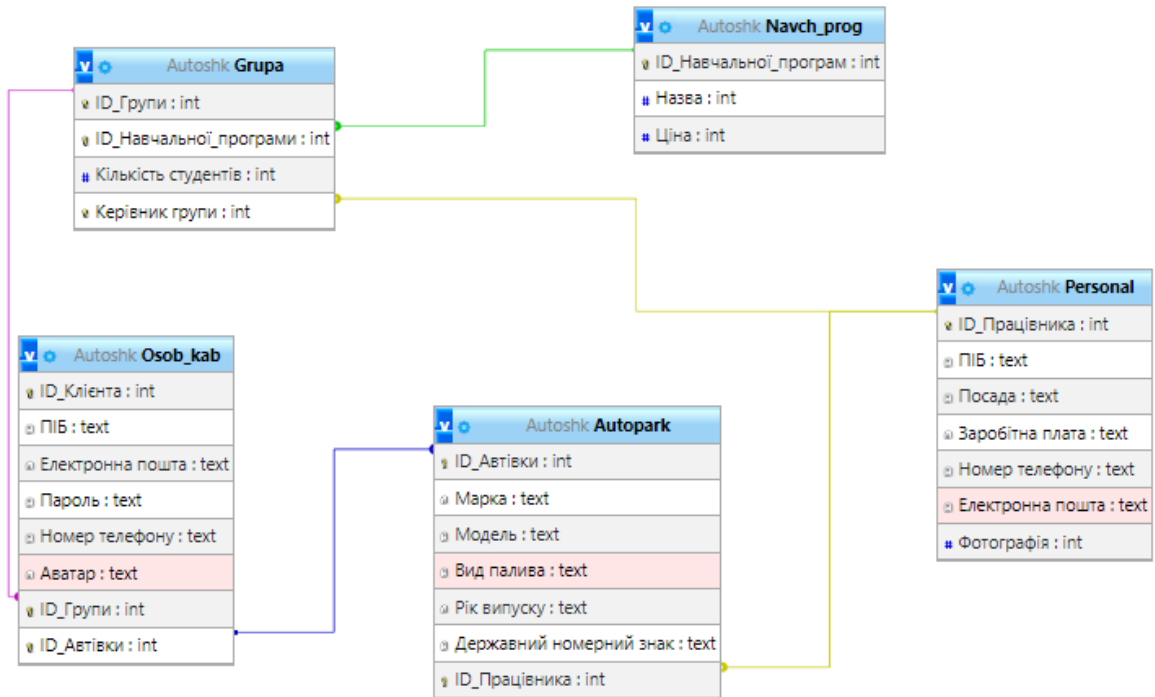 Autoshk Grupa
ID_Групи : int
ID_Навчальної_програми : int
Кількість студентів : int
Керівник групи : int
Autoshk Navch_prog
ID_Навчальної_програм : int
Назва : int
Ціна : int
Autoshk Personal
ID_Працівника : int
ПІБ : text
Посада : text
Заробітна плата : text
Номер телефону : text
Електронна пошта : text
Фотографія : int
Autoshk Osob_kab
ID_Клієнта : int
ПІБ : text
Електронна пошта : text
Пароль : text
Номер телефону : text
Аватар : text
ID_Групи : int
ID_Автівки : int
Autoshk Autopark
ID_Автівки : int
Марка : text
Модель : text
Вид палива : text
Рік випуску : text
Державний номерний знак : text
ID_Працівника : int